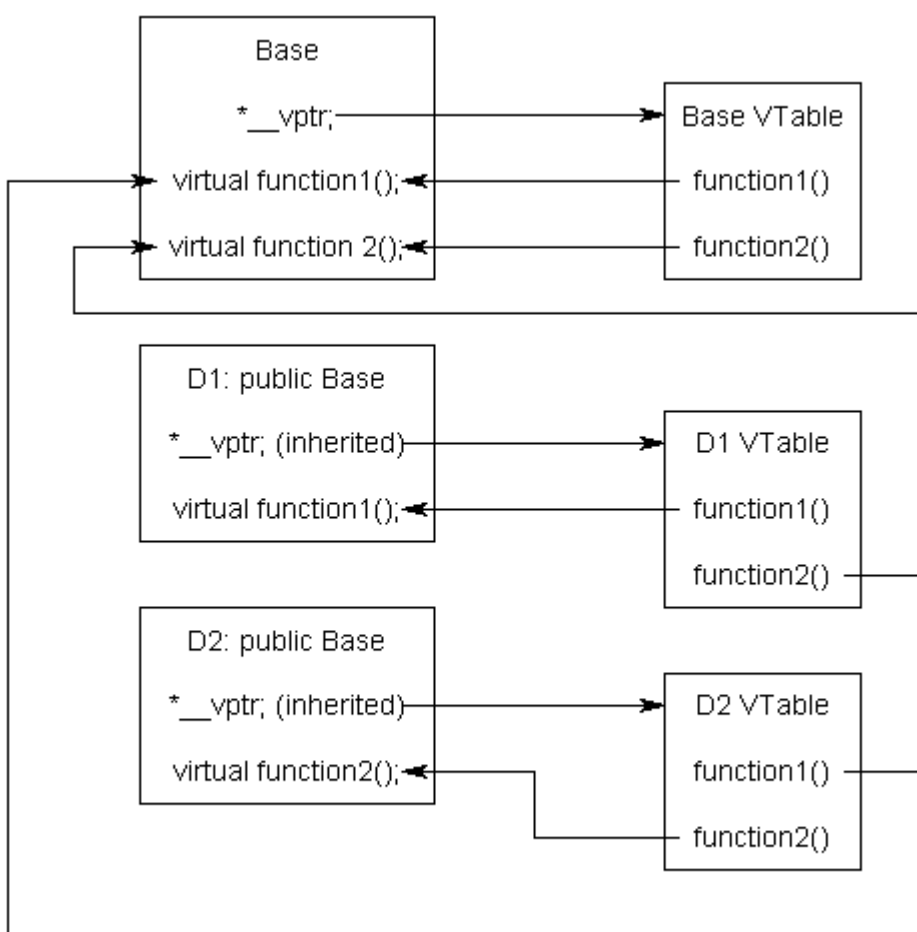 Base
*__vptr;
Base VTable
virtual function1();
function1()
virtual function 2();
function2()
D1: public Base
*__vptr; (inherited)
D1 VTable
virtual function1();
function1()
function2()
D2: public Base
*__vptr; (inherited)
D2 VTable
virtual function2();
function1()
function2()